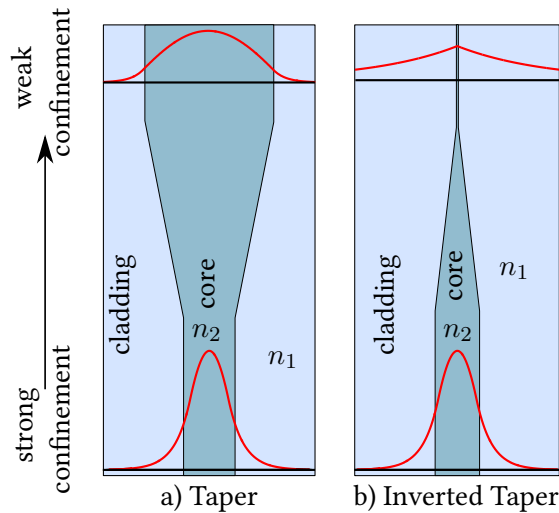 weak
confinement
strong
confinement
cladding
core
n₂
n₁
a) Taper
cladding
core
n₂
n₁
b) Inverted Taper